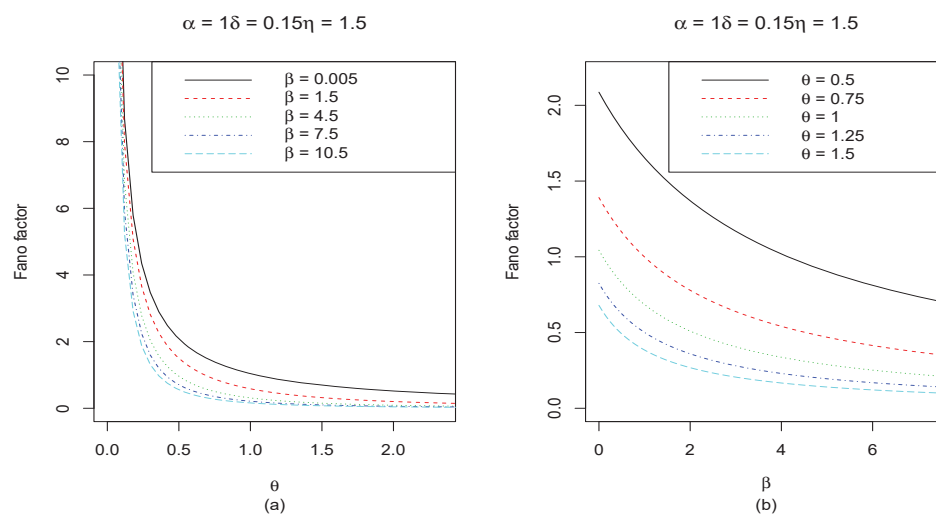 α = 1δ = 0.15η = 1.5
Fano factor
10
8
6
4
2
0
β = 0.005
β = 1.5
β = 4.5
β = 7.5
β = 10.5
0.0 0.5 1.0 1.5 2.0
θ
(a)
α = 1δ = 0.15η = 1.5
Fano factor
2.0
1.5
1.0
0.5
0.0
θ = 0.5
θ = 0.75
θ = 1
θ = 1.25
θ = 1.5
0 2 4 6
β
(b)